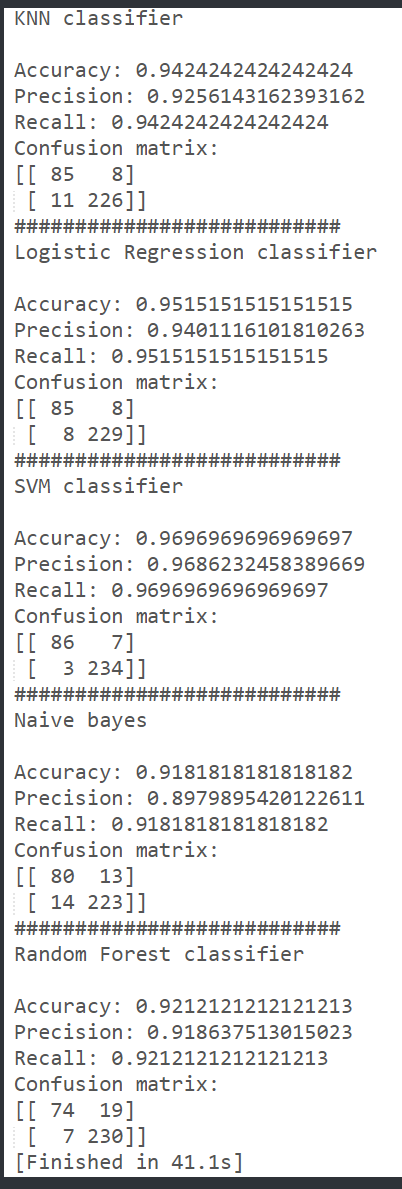 KNN classifier
Accuracy: 0.9424242424242424
Precision: 0.9256143162393162
Recall: 0.9424242424242424
Confusion matrix:
[[ 85   8]
 [ 11 226]]
###########################
Logistic Regression classifier
Accuracy: 0.9515151515151515
Precision: 0.9401116101810263
Recall: 0.9515151515151515
Confusion matrix:
[[ 85   8]
 [  8 229]]
###########################
SVM classifier
Accuracy: 0.9696969696969697
Precision: 0.9686232458389669
Recall: 0.9696969696969697
Confusion matrix:
[[ 86   7]
 [  3 234]]
###########################
Naive bayes
Accuracy: 0.9181818181818182
Precision: 0.8979895420122611
Recall: 0.9181818181818182
Confusion matrix:
[[ 80  13]
 [ 14 223]]
###########################
Random Forest classifier
Accuracy: 0.9212121212121213
Precision: 0.918637513015023
Recall: 0.9212121212121213
Confusion matrix:
[[ 74  19]
 [  7 230]]
[Finished in 41.1s]